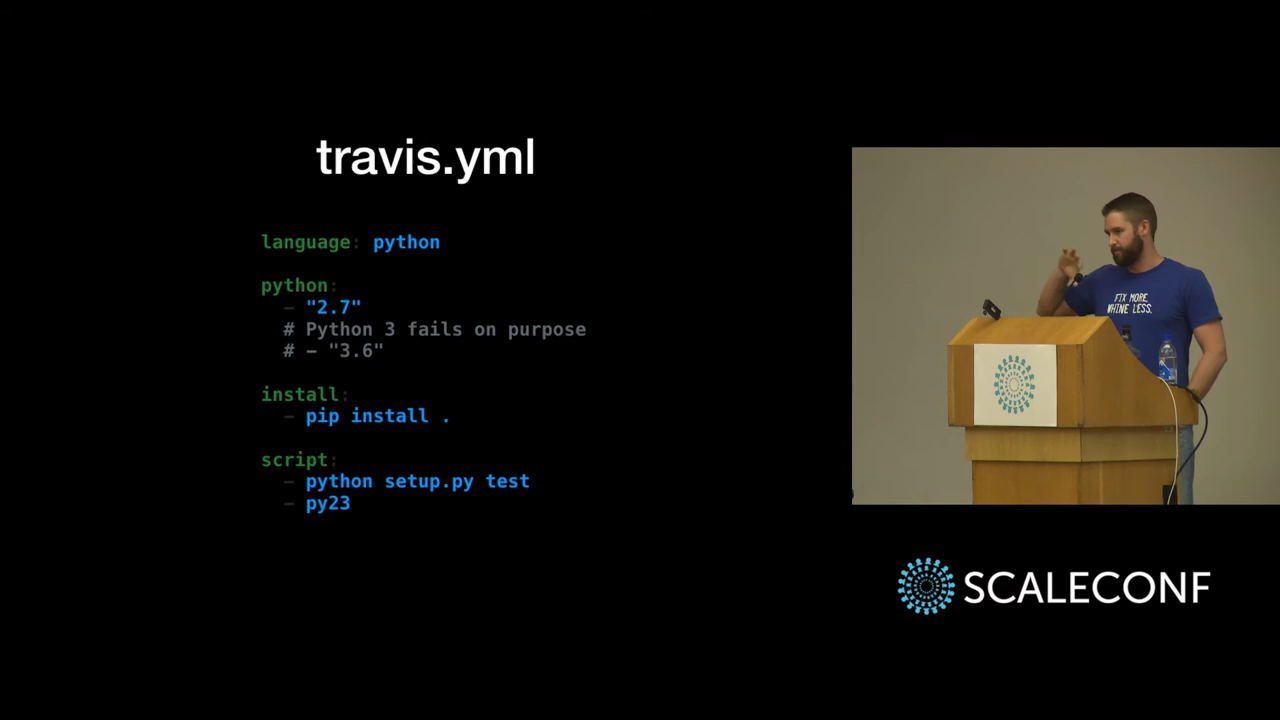 travis.yml
language: python
python:
- "2.7"
# Python 3 fails on purpose
# - "3.6"
install:
- pip install .
script:
- python setup.py test
- py23
FIX MORE,
WHINE LESS.
SCALECONF